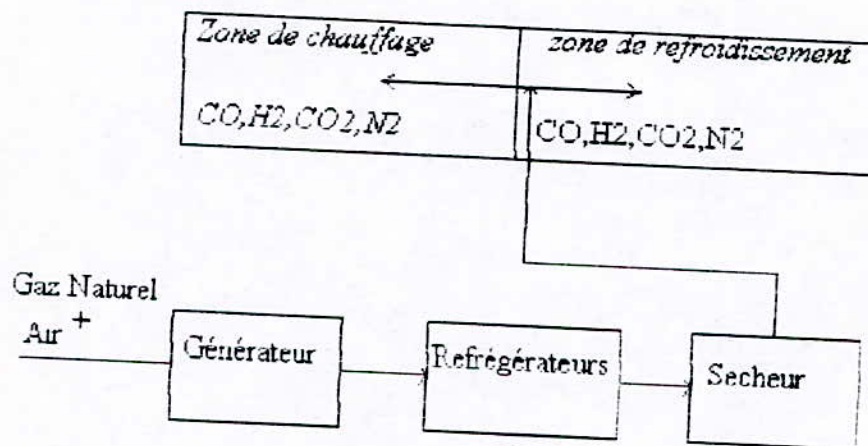 Zone de chauffage
zone de refroidissement
CO,H2,CO2,N2
CO,H2,CO2,N2
Gaz Naturel
+
Air
Générateur
Refrégérateurs
Secheur